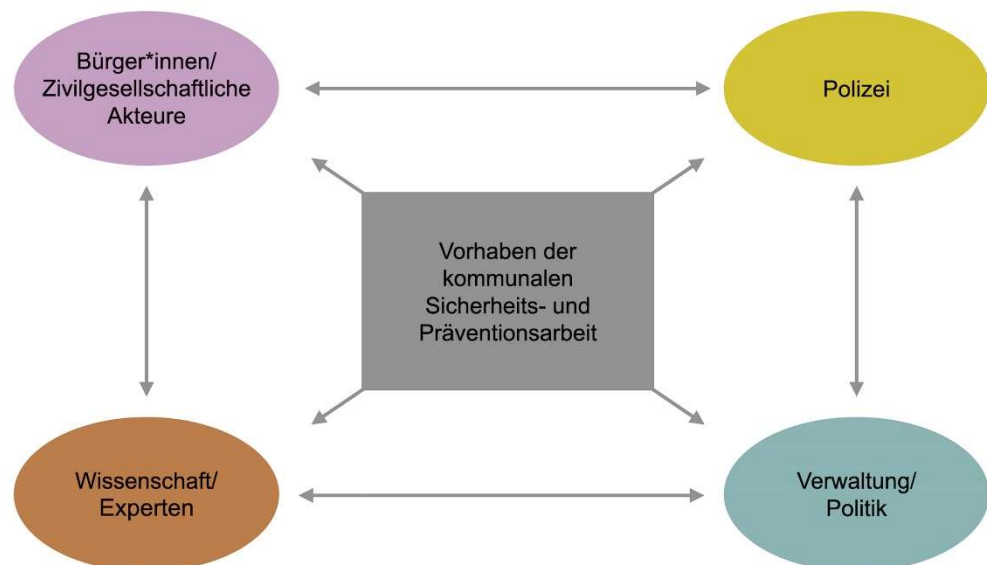 Bürger*innen/
Zivilgesellschaftliche
Akteure
Polizei
Vorhaben der
kommunalen
Sicherheits- und
Präventionsarbeit
Wissenschaft/
Experten
Verwaltung/
Politik